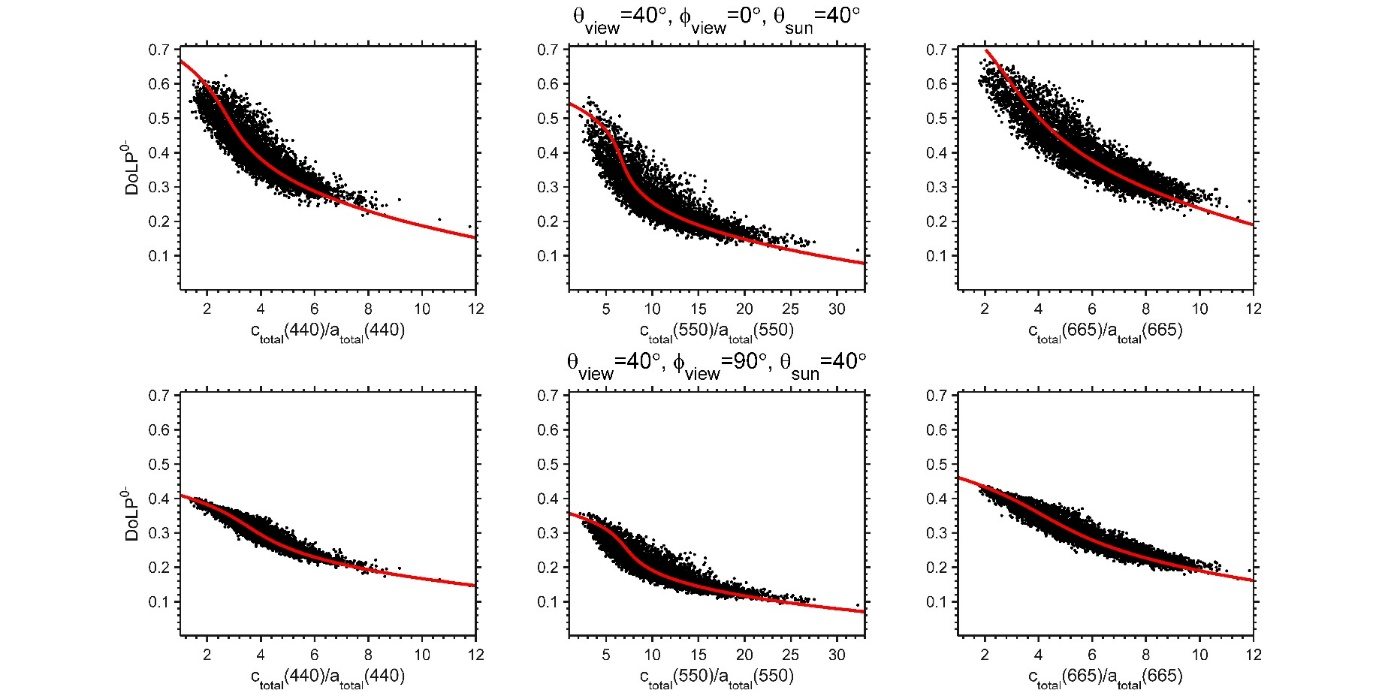 θview=40°, ϕview=0°, θsun=40°
0.7 0.6 0.5 0.4 0.3 0.2 0.1
DoLP0-
2 4 6 8 10 12
ctotal(440)/atotal(440)
0.7 0.6 0.5 0.4 0.3 0.2 0.1
5 10 15 20 25 30
ctotal(550)/atotal(550)
0.7 0.6 0.5 0.4 0.3 0.2 0.1
2 4 6 8 10 12
ctotal(665)/atotal(665)
θview=40°, ϕview=90°, θsun=40°
0.7 0.6 0.5 0.4 0.3 0.2 0.1
DoLP0-
2 4 6 8 10 12
ctotal(440)/atotal(440)
0.7 0.6 0.5 0.4 0.3 0.2 0.1
5 10 15 20 25 30
ctotal(550)/atotal(550)
0.7 0.6 0.5 0.4 0.3 0.2 0.1
2 4 6 8 10 12
ctotal(665)/atotal(665)